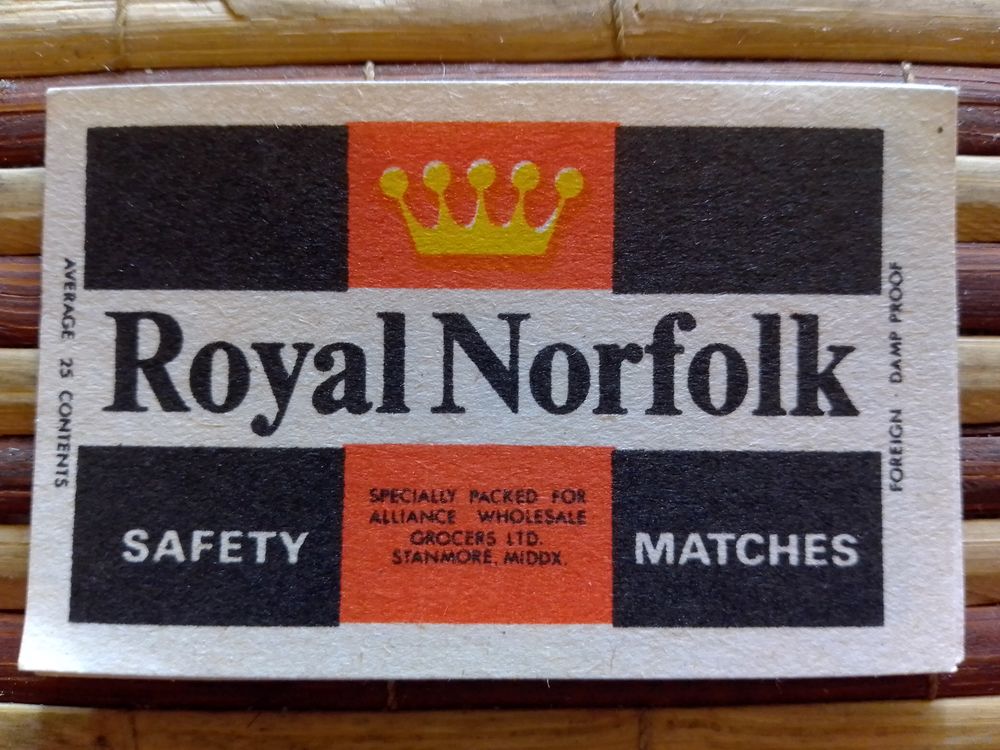 AVERAGE 25 CONTENTS
Royal Norfolk
SAFETY
SPECIALLY PACKED FOR
ALLIANCE WHOLESALE
GROCERS LTD.
STANMORE, MIDDX.
MATCHES
FOREIGN · DAMP PROOF